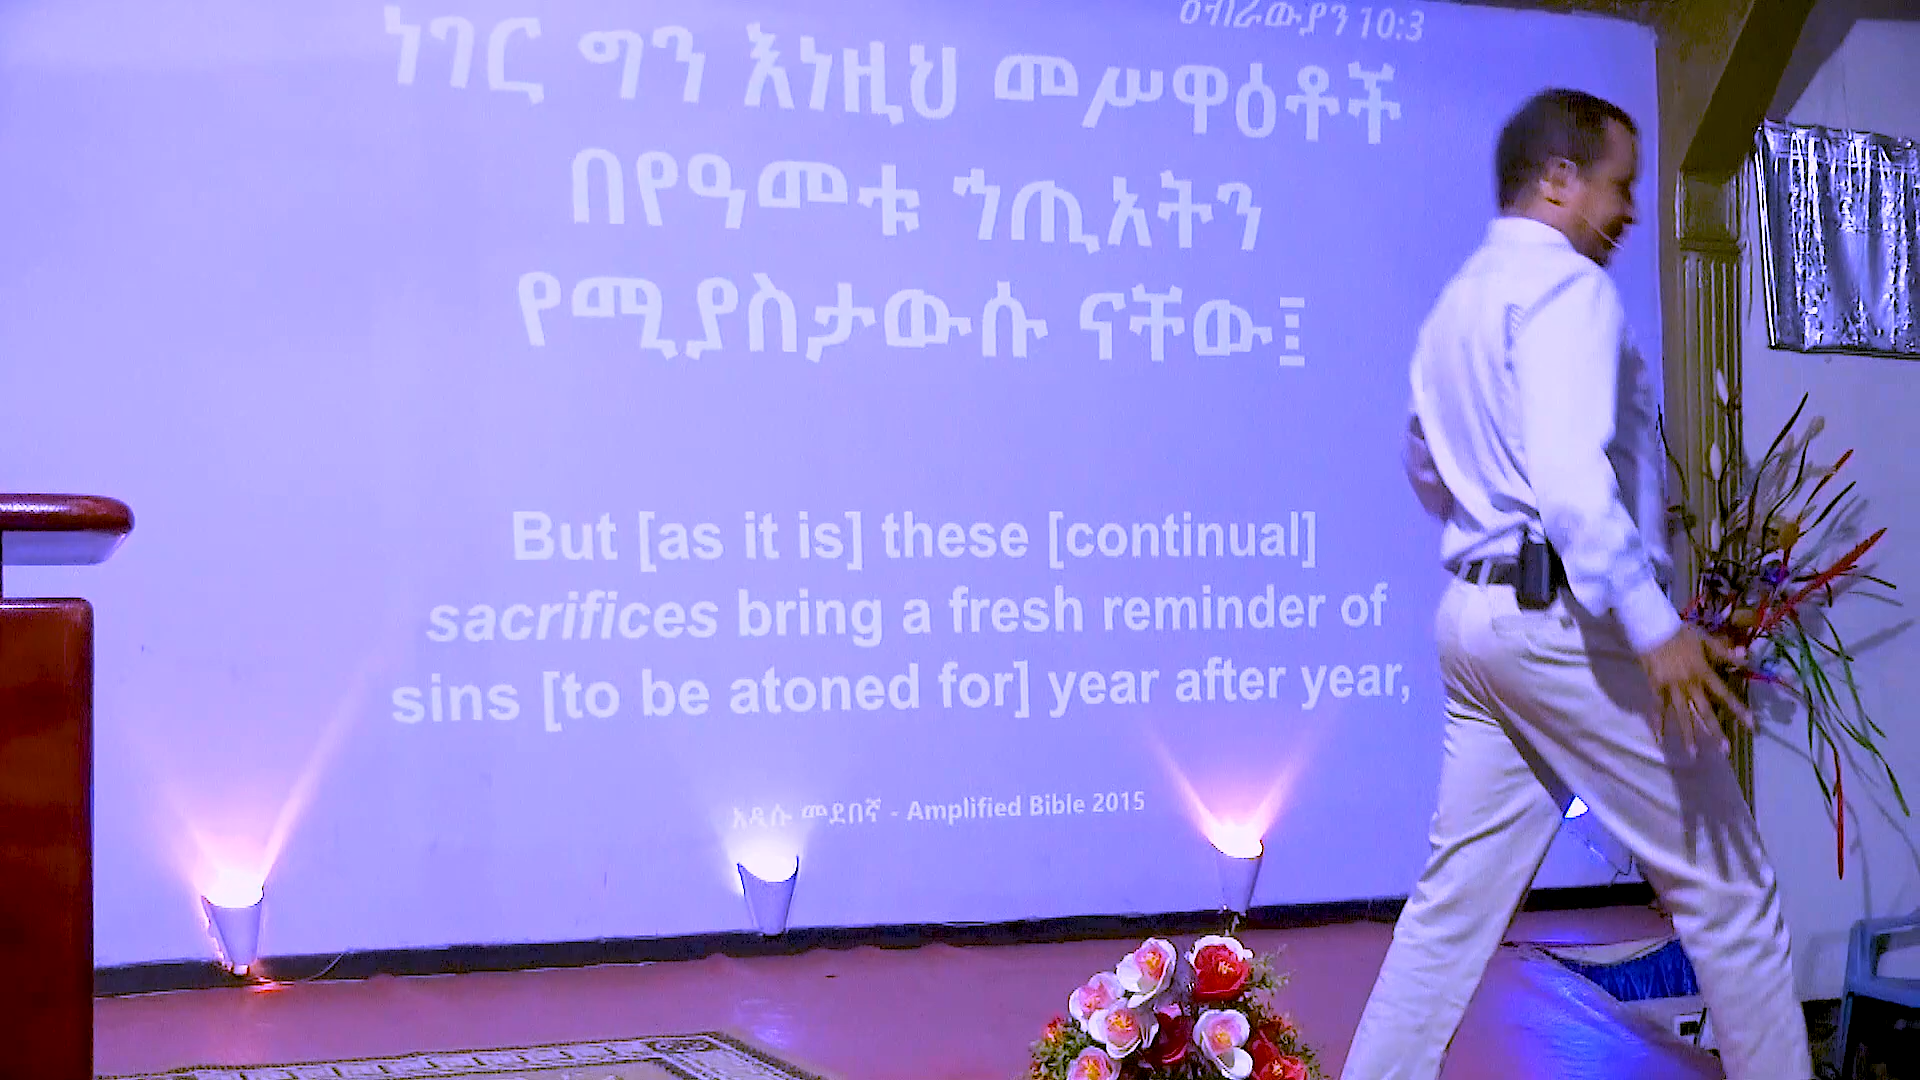 ዕብራውያን 10:3
ነገር ግን እነዚህ መሥዋዕቶች
በየዓመቱ ኀጢአትን
የሚያስታውሱ ናቸው፤
But [as it is] these [continual]
sacrifices bring a fresh reminder of
sins [to be atoned for] year after year,
አዲሱ መደበኛ - Amplified Bible 2015